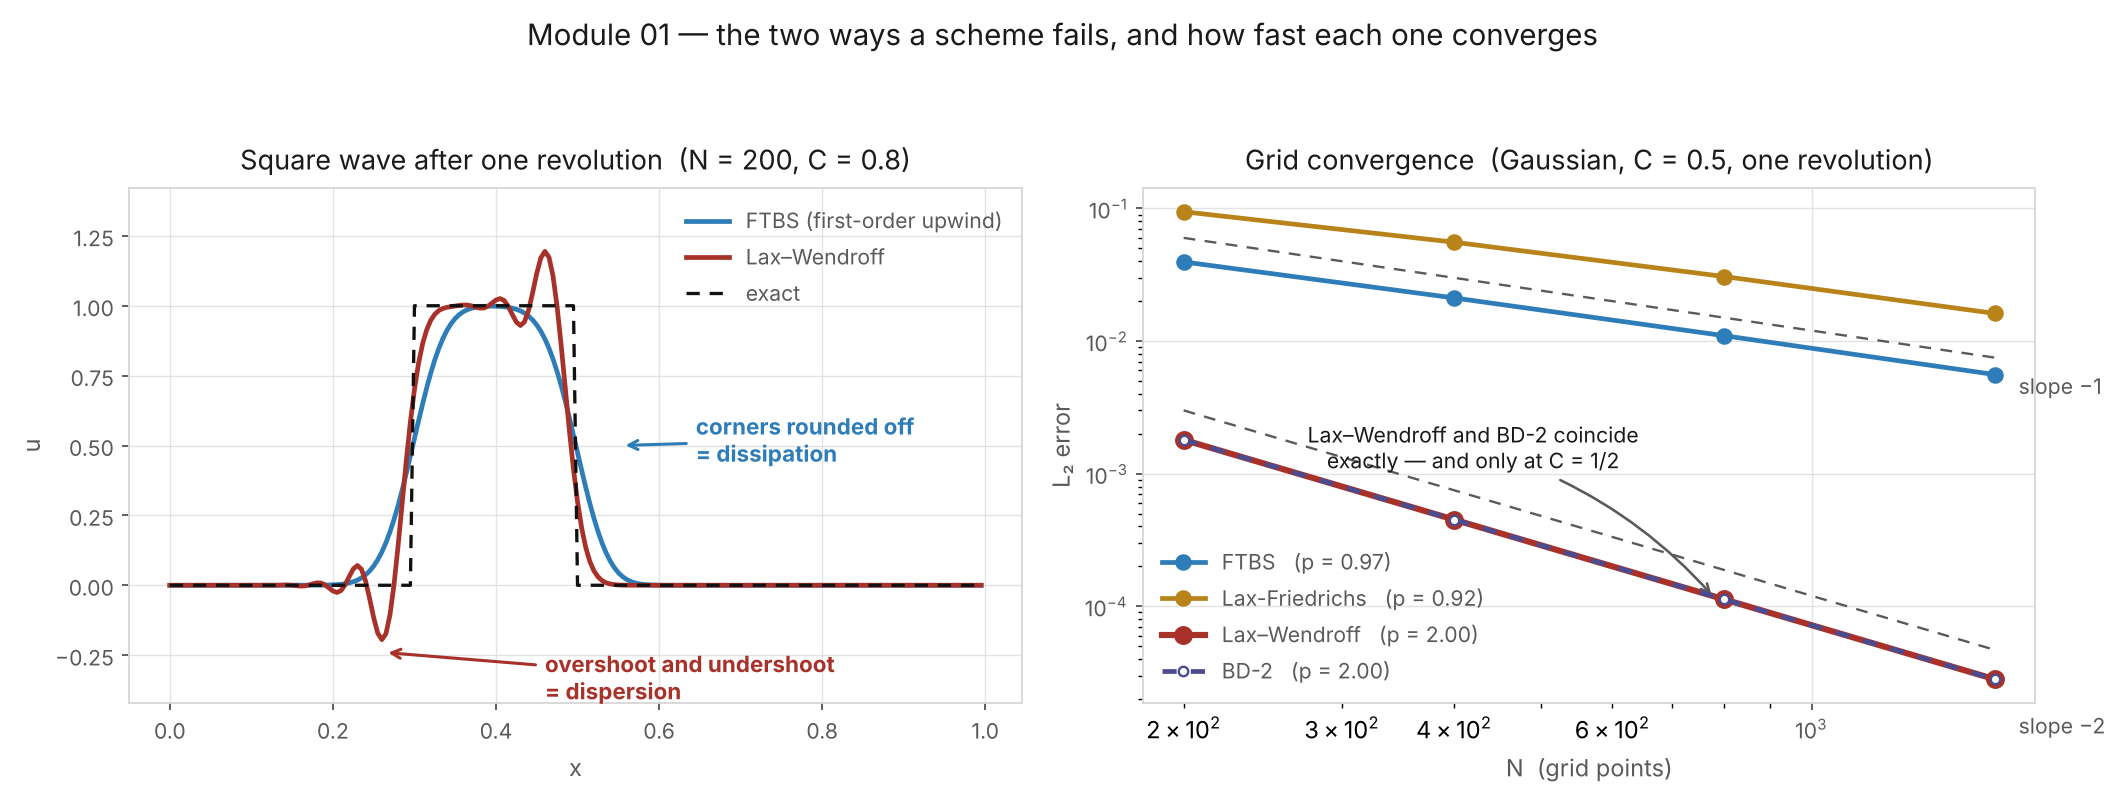 Module 01 — the two ways a scheme fails, and how fast each one converges
Square wave after one revolution (N = 200, C = 0.8)
FTBS (first-order upwind)
Lax–Wendroff
exact
corners rounded off
= dissipation
overshoot and undershoot
= dispersion
u
1.25
1.00
0.75
0.50
0.25
0.00
−0.25
0.0 0.2 0.4 0.6 0.8 1.0
x
Grid convergence (Gaussian, C = 0.5, one revolution)
L₂ error
10⁻¹
10⁻²
10⁻³
10⁻⁴
slope −1
Lax–Wendroff and BD-2 coincide
exactly — and only at C = 1/2
FTBS (p = 0.97)
Lax-Friedrichs (p = 0.92)
Lax–Wendroff (p = 2.00)
BD-2 (p = 2.00)
slope −2
2 × 10² 3 × 10² 4 × 10² 6 × 10² 10³
N (grid points)